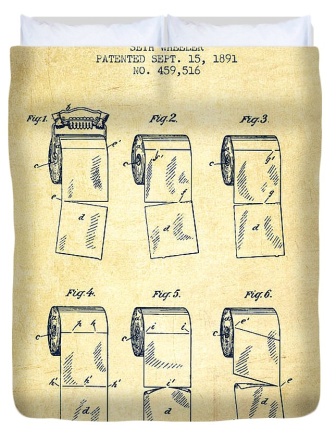 SETH WHEELER
PATENTED SEPT. 15, 1891
NO. 459,516
Fig.1. Fig.2. Fig.3.
c e' c b' c b' g
e f
d d d
Fig.4. Fig.5. Fig.6.
c h h' i i c e'
h' h'
d d d